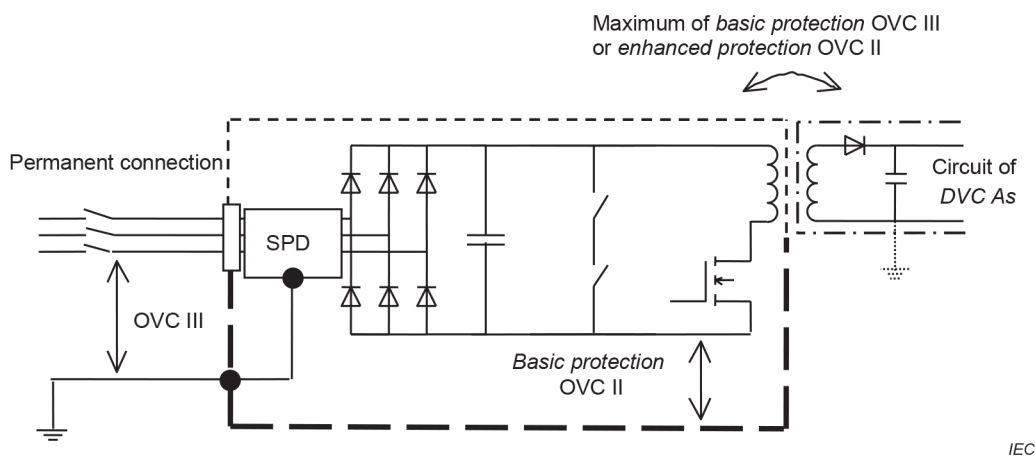 Maximum of basic protection OVC III
or enhanced protection OVC II
Permanent connection
Circuit of
DVC As
SPD
OVC III
Basic protection
OVC II
IEC